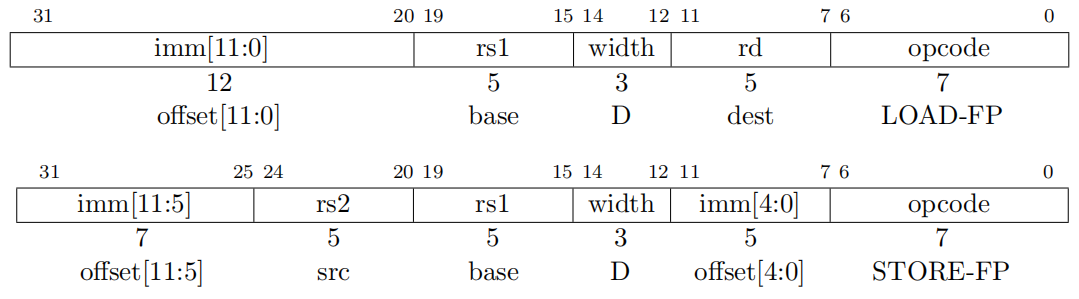 31 20 19 15 14 12 11 7 6 0
imm[11:0] rs1 width rd opcode
12 5 3 5 7
offset[11:0] base D dest LOAD-FP
31 25 24 20 19 15 14 12 11 7 6 0
imm[11:5] rs2 rs1 width imm[4:0] opcode
7 5 5 3 5 7
offset[11:5] src base D offset[4:0] STORE-FP